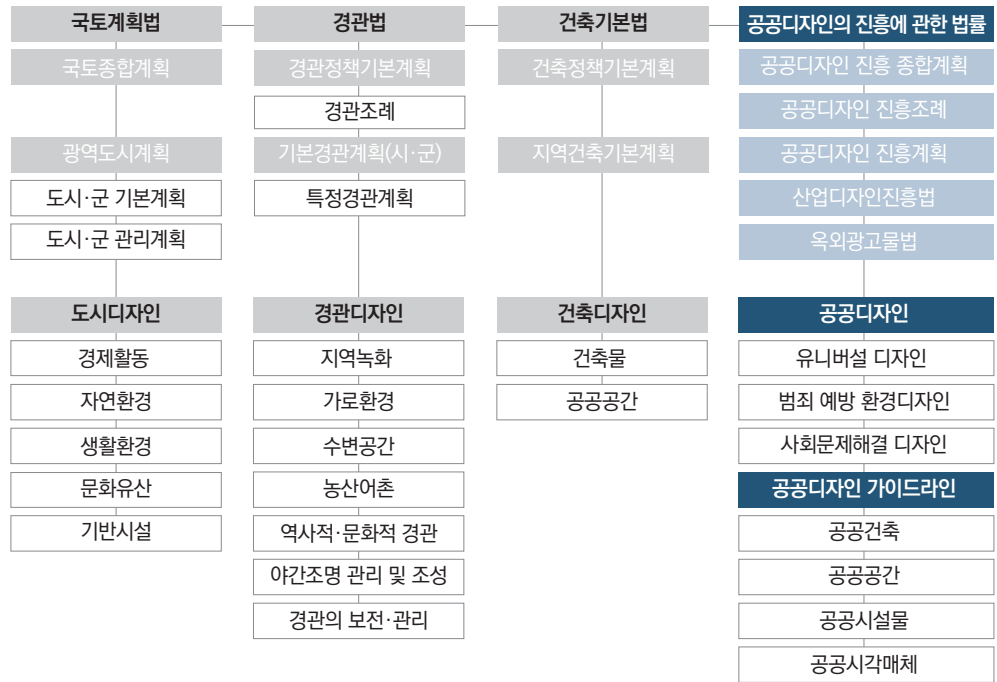 국토계획법
국토종합계획
광역도시계획
도시·군 기본계획
도시·군 관리계획
도시디자인
경제활동
자연환경
생활환경
문화유산
기반시설
경관법
경관정책기본계획
경관조례
기본경관계획(시·군)
특정경관계획
경관디자인
지역녹화
가로환경
수변공간
농산어촌
역사적·문화적 경관
야간조명 관리 및 조성
경관의 보전·관리
건축기본법
건축정책기본계획
지역건축기본계획
건축디자인
건축물
공공공간
공공디자인의 진흥에 관한 법률
공공디자인 진흥 종합계획
공공디자인 진흥조례
공공디자인 진흥계획
산업디자인진흥법
옥외광고물법
공공디자인
유니버설 디자인
범죄 예방 환경디자인
사회문제해결 디자인
공공디자인 가이드라인
공공건축
공공공간
공공시설물
공공시각매체